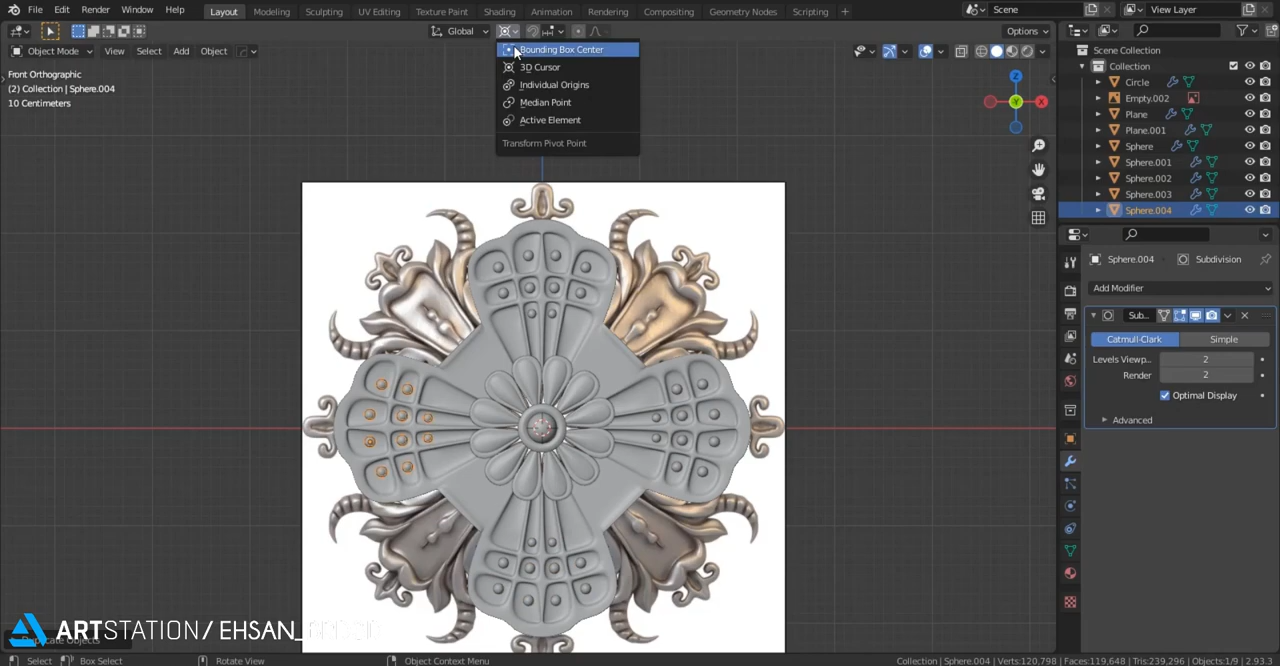 File Edit Render Window Help
Layout Modeling Sculpting UV Editing Texture Paint Shading Animation Rendering Compositing Geometry Nodes Scripting +
Scene
View Layer
Global
Options
Object Mode View Select Add Object
Front Orthographic
(2) Collection | Sphere.004
10 Centimeters
Bounding Box Center
3D Cursor
Individual Origins
Median Point
Active Element
Transform Pivot Point
Z
Y
X
Scene Collection
Collection
Circle
Empty.002
Plane
Plane.001
Sphere
Sphere.001
Sphere.002
Sphere.003
Sphere.004
Sphere.004 Subdivision
Add Modifier
Sub..
Catmull-Clark Simple
Levels Viewp.. 2
Render 2
Optimal Display
Advanced
ARTSTATION/EHSAN_
Duplicate Objects
Select Box Select Rotate View Object Context Menu
Collection | Sphere.004 | Verts:120,798 | Faces:119,648 | Tris:239,296 | Objects:1/9 | 2.93.3